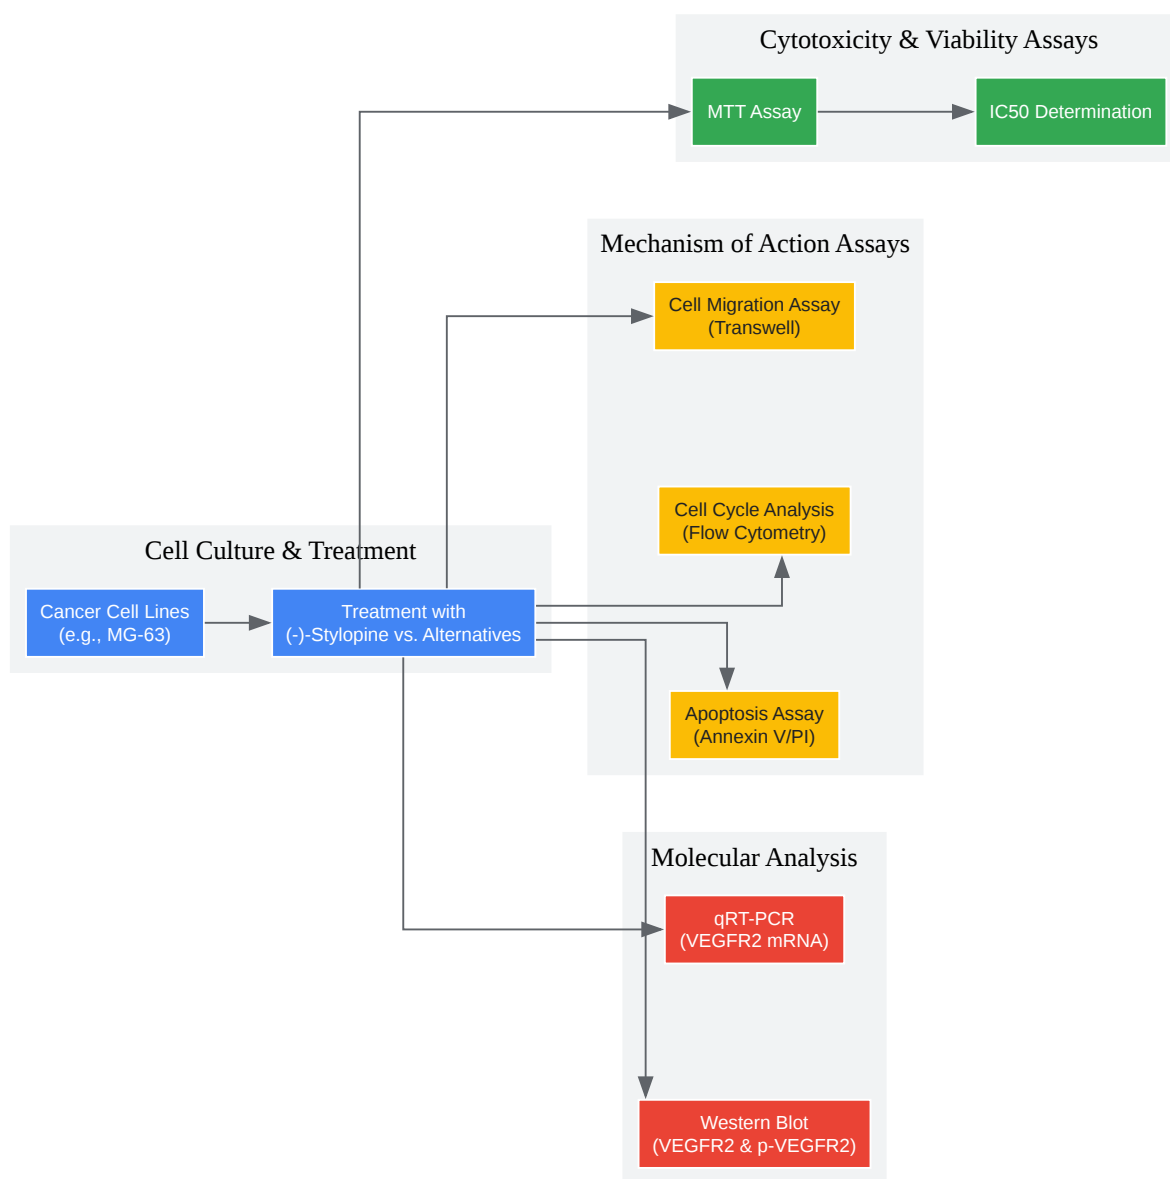 Cytotoxicity & Viability Assays
MTT Assay
IC50 Determination
Mechanism of Action Assays
Cell Migration Assay
(Transwell)
Cell Cycle Analysis
(Flow Cytometry)
Cell Culture & Treatment
Cancer Cell Lines
(e.g., MG-63)
Treatment with
(-)-Stylopine vs. Alternatives
Apoptosis Assay
(Annexin V/PI)
Molecular Analysis
qRT-PCR
(VEGFR2 mRNA)
Western Blot
(VEGFR2 & p-VEGFR2)